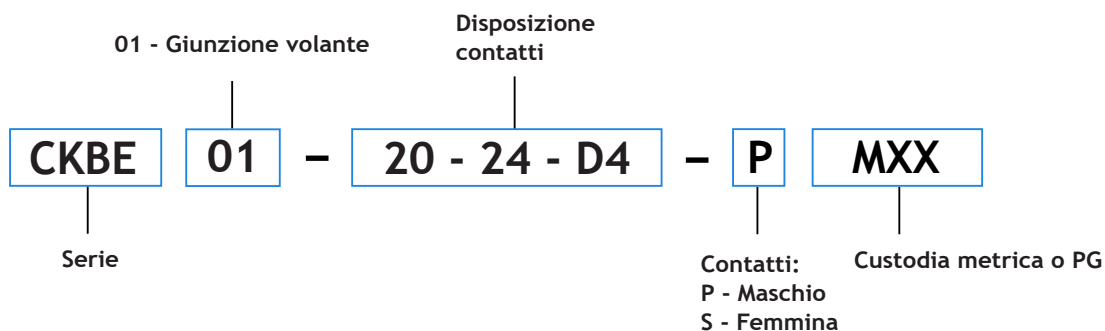 01 - Giunzione volante
Disposizione
contatti
CKBE 01 – 20 - 24 - D4 – P MXX
Serie
Contatti:
P - Maschio
S - Femmina
Custodia metrica o PG